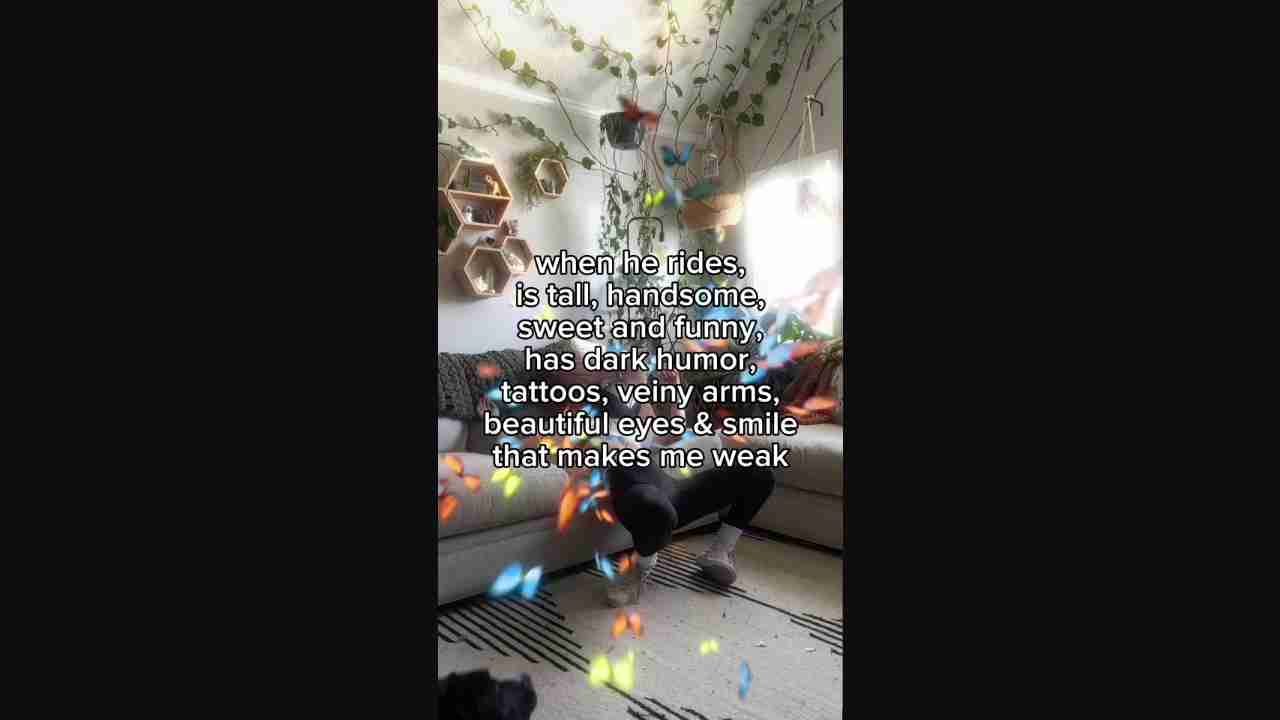 when he rides,
is tall, handsome,
sweet and funny,
has dark humor,
tattoos, veiny arms,
beautiful eyes & smile
that makes me weak